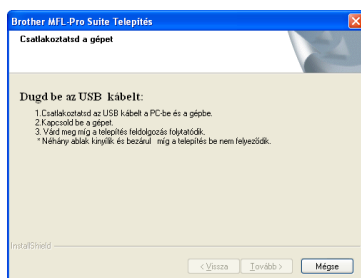 Brother MFL-Pro Suite Telepítés
Csatlakoztatsd a gépet
Dugd be az USB kábelt:
1.Csatlakoztatsd az USB kábelt a PC-be és a gépbe.
2.Kapcsold be a gépet.
3. Várd meg míg a telepítés feldolgozás folytatódik.
* Néhány ablak kinyílik és bezárul míg a telepítés be nem fejyeződik.
InstallShield
< Vissza Tovább > Mégse